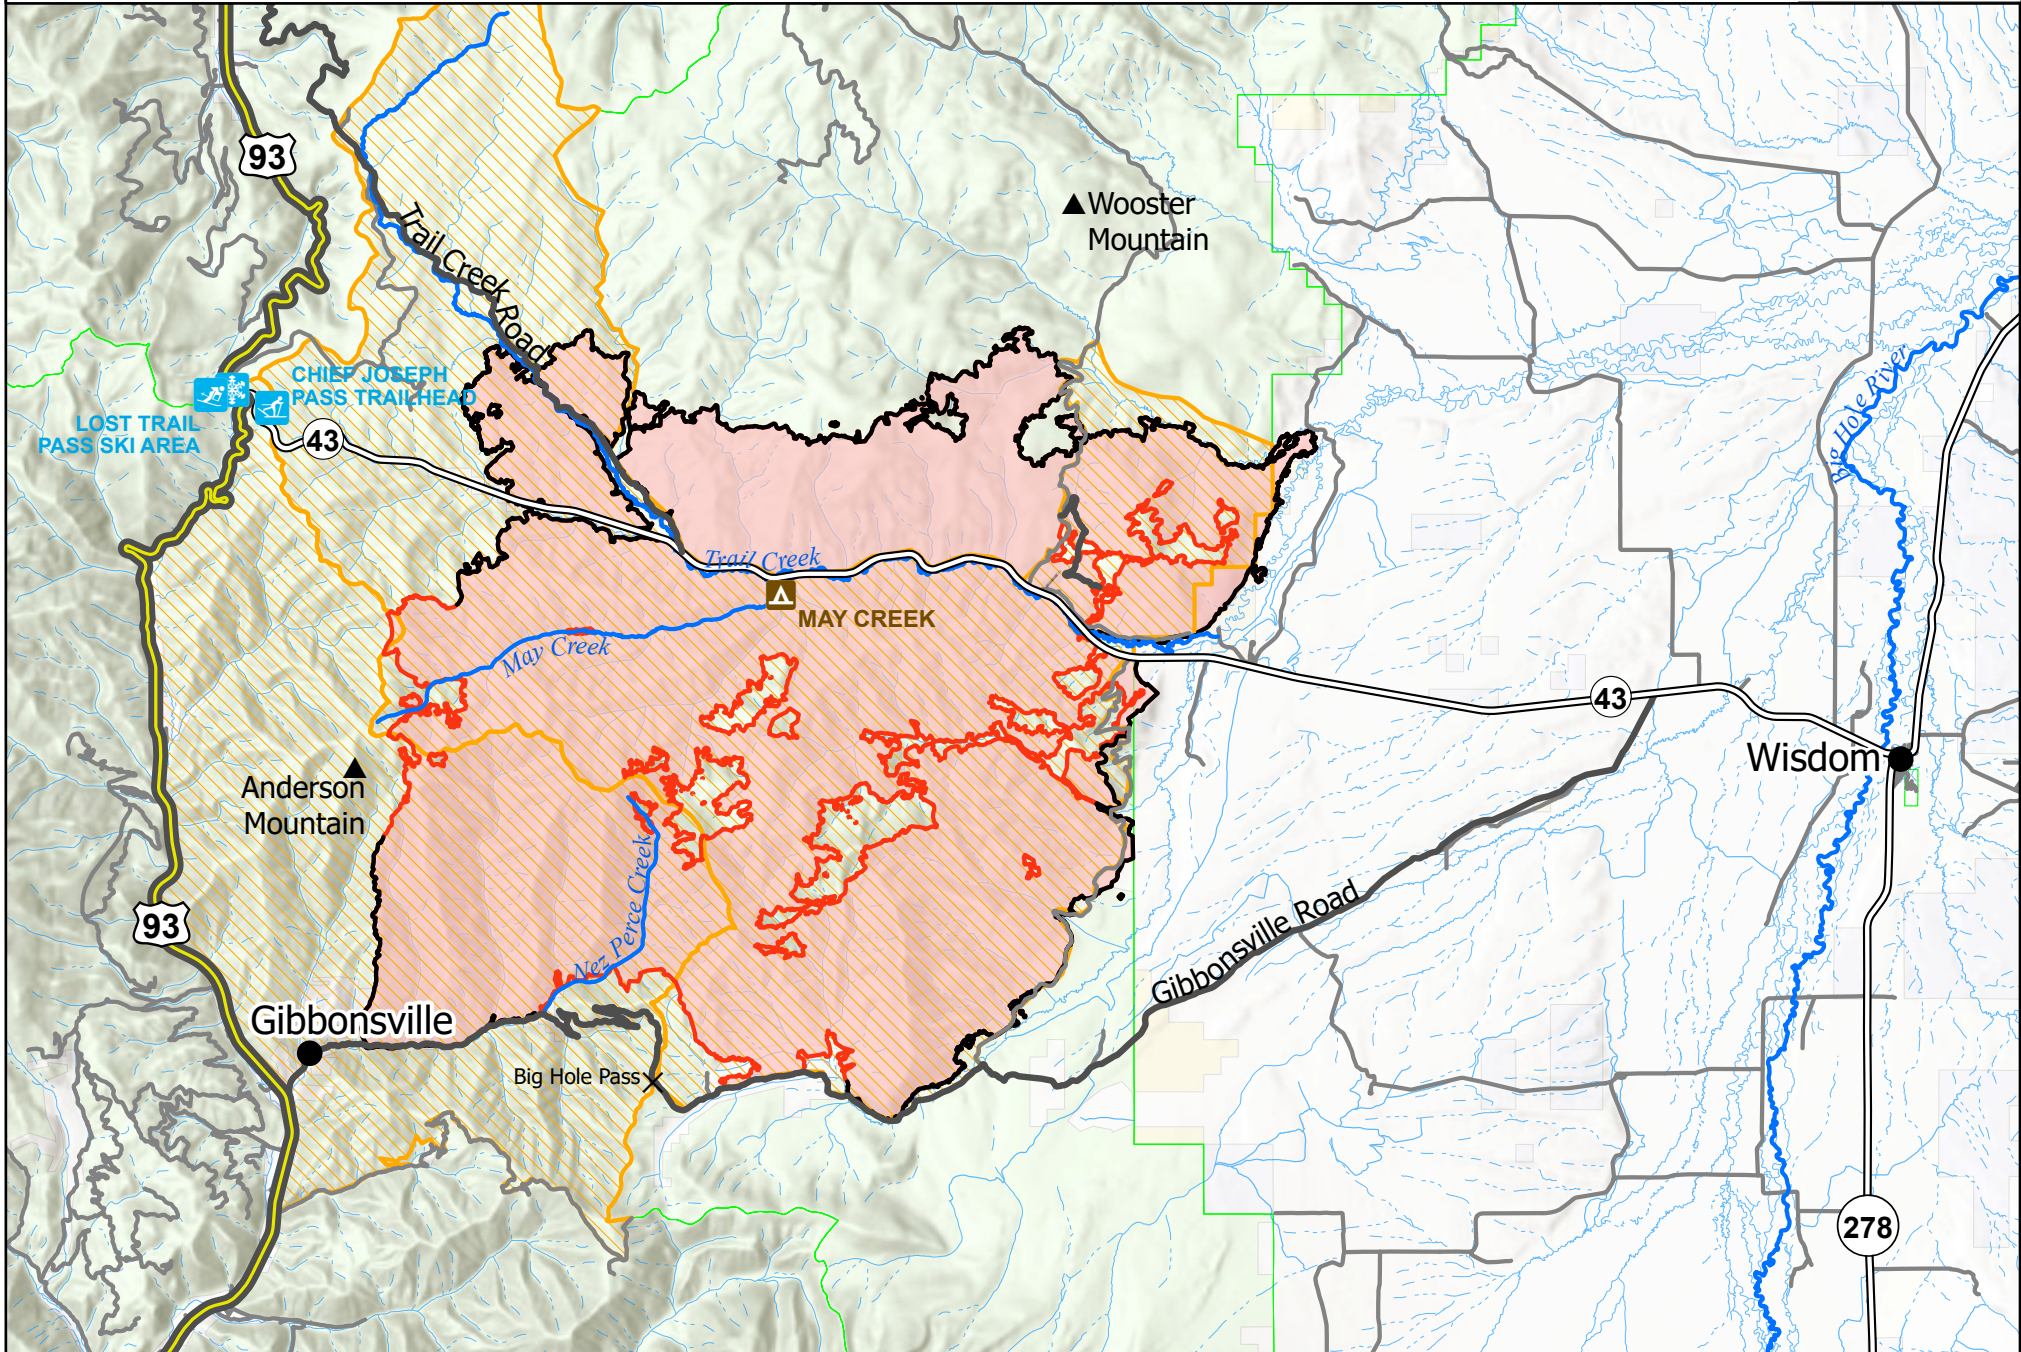 93
Trail Creek Road
Wooster
Mountain
CHIEF JOSEPH
PASS TRAILHEAD
LOST TRAIL
PASS SKI AREA
43
Big Hole River
Trail Creek
MAY CREEK
May Creek
43
Wisdom
Anderson
Mountain
Nez Perce Creek
93
Gibbonsville Road
Gibbonsville
Big Hole Pass
278